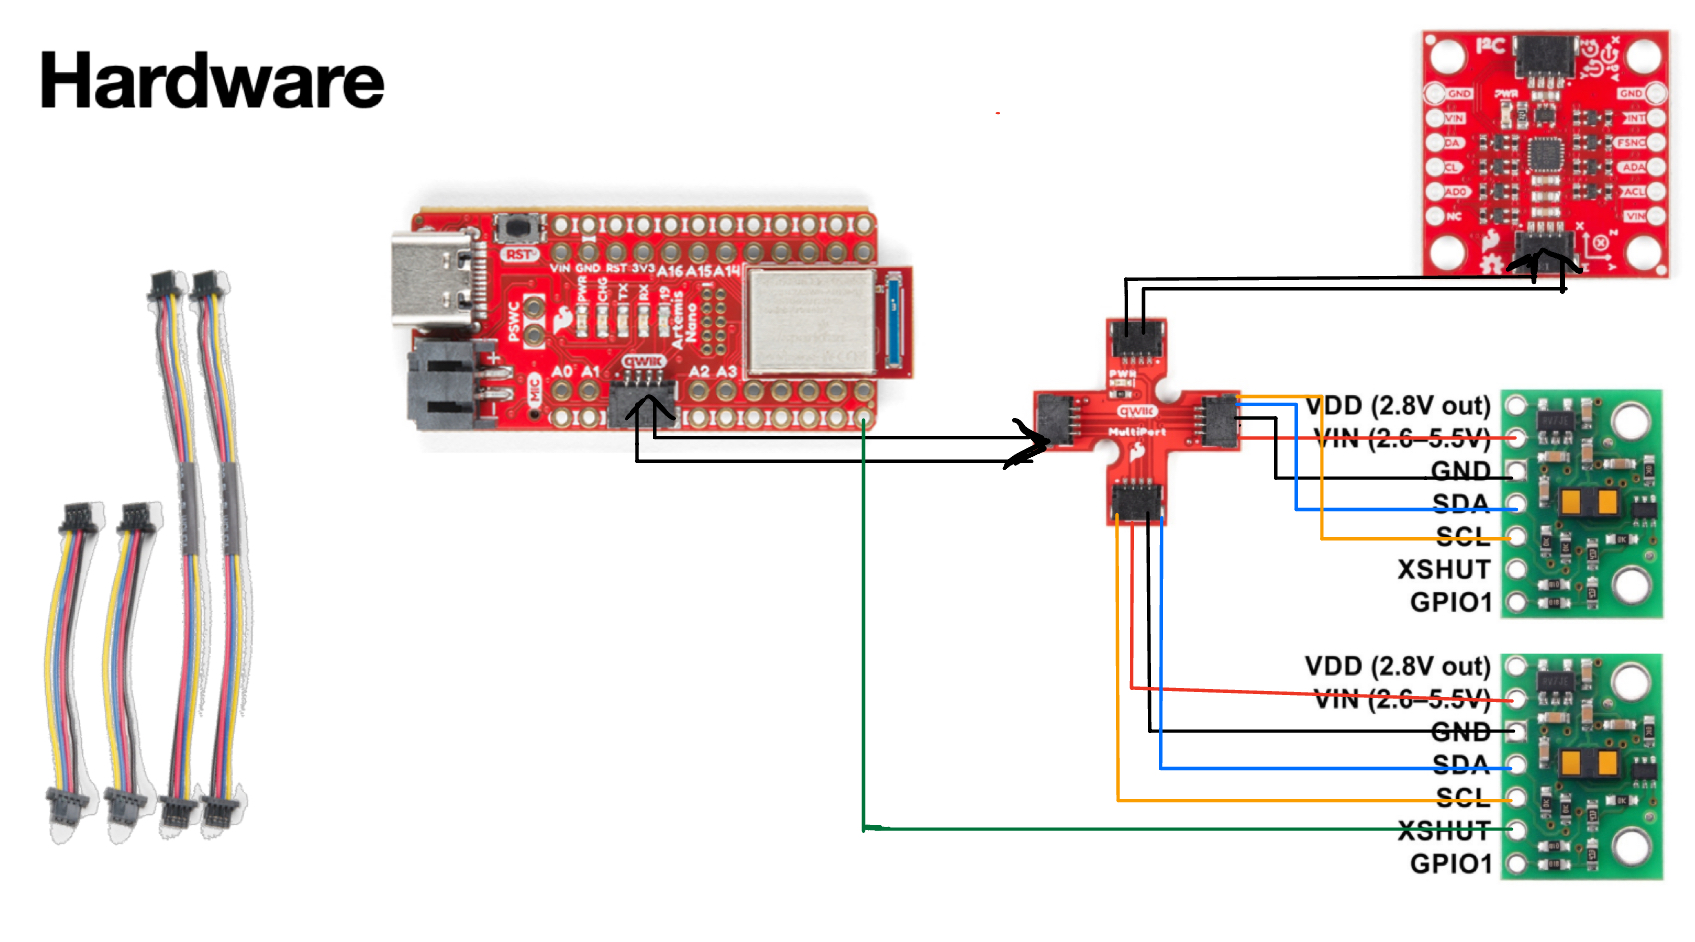 Hardware
I²C
GND
VIN
DA
CL
AD0
NC
PWR
GND
INT
FSNC
ADA
ACL
VIN
X
Z
Y
RST
VIN GND RST 3V3 A16 A15 A14
PSWC
PWR
CHG
TX
RX
19
Artemis
Nano
qwiic
A0 A1 A2 A3
MIC
+
-
PWR
qwiic
MultiPort
VDD (2.8V out)
VIN (2.6–5.5V)
GND
SDA
SCL
XSHUT
GPIO1
VDD (2.8V out)
VIN (2.6–5.5V)
GND
SDA
SCL
XSHUT
GPIO1